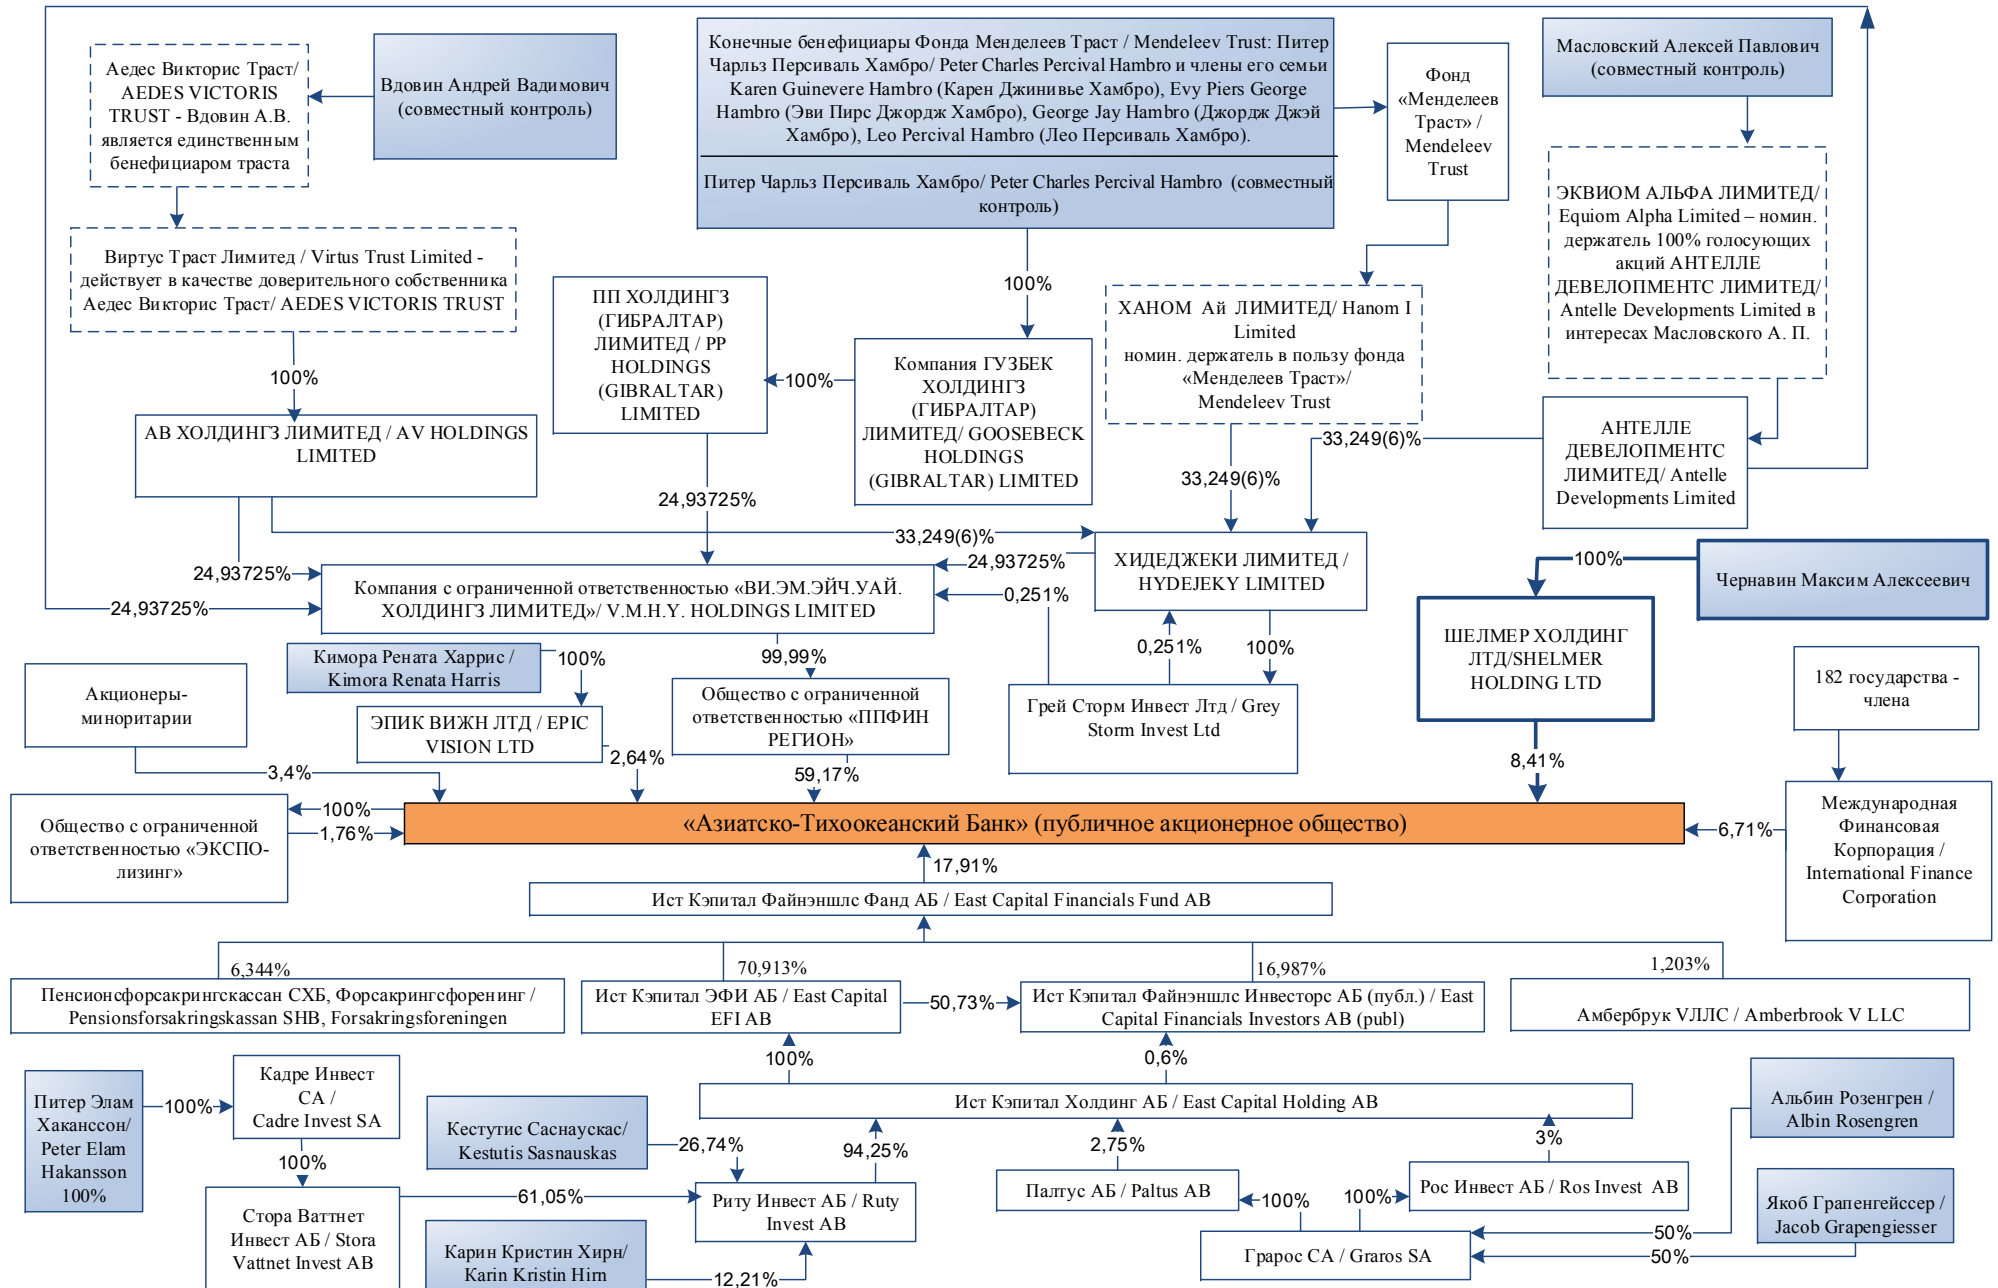 Аедес Викторис Траст/
AEDES VICTORIS
TRUST - Вдовин А.В.
является единственным
бенефициаром траста
Вдовин Андрей Вадимович
(совместный контроль)
Конечные бенефициары Фонда Менделеев Траст / Mendeleev Trust: Питер
Чарльз Персиваль Хамбро/ Peter Charles Percival Hambro и члены его семьи
Karen Guinevere Hambro (Карен Джинивье Хамбро), Evy Piers George
Hambro (Эви Пирс Джордж Хамбро), George Jay Hambro (Джордж Джэй
Хамбро), Leo Percival Hambro (Лео Персиваль Хамбро).
Питер Чарльз Персиваль Хамбро/ Peter Charles Percival Hambro (совместный
контроль)
Фонд
«Менделеев
Траст» /
Mendeleev
Trust
Масловский Алексей Павлович
(совместный контроль)
ЭКВИОМ АЛЬФА ЛИМИТЕД/
Equiom Alpha Limited – номин.
держатель 100% голосующих
акций АНТЕЛЛЕ
ДЕВЕЛОПМЕНТС ЛИМИТЕД/
Antelle Developments Limited в
интересах Масловского А. П.
Виртус Траст Лимитед / Virtus Trust Limited -
действует в качестве доверительного собственника
Аедес Викторис Траст/ AEDES VICTORIS TRUST
100%
ПП ХОЛДИНГЗ
(ГИБРАЛТАР)
ЛИМИТЕД / PP
HOLDINGS
(GIBRALTAR)
LIMITED
100%
100%
Компания ГУЗБЕК
ХОЛДИНГЗ
(ГИБРАЛТАР)
ЛИМИТЕД/ GOOSEBECK
HOLDINGS
(GIBRALTAR) LIMITED
ХАНОМ Ай ЛИМИТЕД/ Hanom I
Limited
номин. держатель в пользу фонда
«Менделеев Траст»/
Mendeleev Trust
АВ ХОЛДИНГЗ ЛИМИТЕД / AV HOLDINGS
LIMITED
33,249(6)%
АНТЕЛЛЕ
ДЕВЕЛОПМЕНТС
ЛИМИТЕД/ Antelle
Developments Limited
24,93725%
33,249(6)%
33,249(6)%
24,93725%
24,93725%
24,93725%
Компания с ограниченной ответственностью «ВИ.ЭМ.ЭЙЧ.УАЙ.
ХОЛДИНГЗ ЛИМИТЕД»/ V.M.H.Y. HOLDINGS LIMITED
0,251%
ХИДЕДЖЕКИ ЛИМИТЕД /
HYDEJEKY LIMITED
100%
Чернавин Максим Алексеевич
ШЕЛМЕР ХОЛДИНГ
ЛТД/SHELMER
HOLDING LTD
Кимора Рената Харрис /
Kimora Renata Harris
100%
99,99%
0,251%
100%
Акционеры-
миноритарии
ЭПИК ВИЖН ЛТД / EPIC
VISION LTD
Общество с ограниченной
ответственностью «ППФИН
РЕГИОН»
Грей Сторм Инвест Лтд / Grey
Storm Invest Ltd
182 государства -
члена
3,4%
2,64%
59,17%
8,41%
Общество с ограниченной
ответственностью «ЭКСПО-
лизинг»
100%
1,76%
«Азиатско-Тихоокеанский Банк» (публичное акционерное общество)
6,71%
Международная
Финансовая
Корпорация /
International Finance
Corporation
17,91%
Ист Кэпитал Файнэншлс Фанд АБ / East Capital Financials Fund AB
6,344%
70,913%
16,987%
1,203%
Пенсионсфорсакрингскассан СХБ, Форсакрингсфоренинг /
Pensionsforsakringskassan SHB, Forsakringsforeningen
Ист Кэпитал ЭФИ АБ / East Capital
EFI AB
50,73%
Ист Кэпитал Файнэншлс Инвесторс АБ (публ.) / East
Capital Financials Investors AB (publ)
Амбербрук VЛЛС / Amberbrook V LLC
100%
0,6%
Питер Элам
Хаканссон/
Peter Elam
Hakansson
100%
100%
Кадре Инвест
СА /
Cadre Invest SA
Ист Кэпитал Холдинг АБ / East Capital Holding AB
Альбин Розенгрен /
Albin Rosengren
Кестутис Саснаускас/
Kestutis Sasnauskas
26,74%
94,25%
2,75%
3%
100%
Стора Ваттнет
Инвест АБ / Stora
Vattnet Invest AB
61,05%
Риту Инвест АБ / Ruty
Invest AB
Палтус АБ / Paltus AB
100%
100%
Рос Инвест АБ / Ros Invest AB
Якоб Грапенгейссер /
Jacob Grapengiesser
Карин Кристин Хирн/
Karin Kristin Hirn
12,21%
Грарос СА / Graros SA
50%
50%